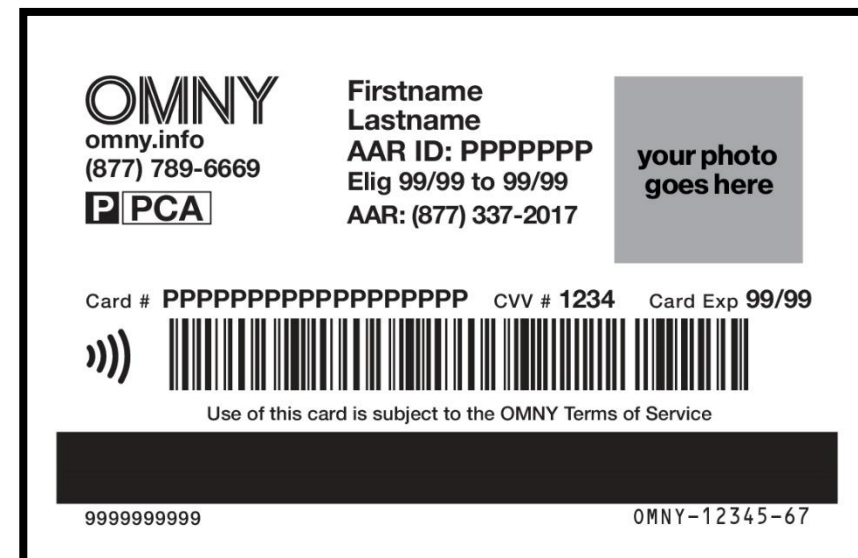 OMNY
omny.info
(877) 789-6669
P PCA
Firstname
Lastname
AAR ID: PPPPPPP
Elig 99/99 to 99/99
AAR: (877) 337-2017
your photo
goes here
Card # PPPPPPPPPPPPPPPPPP CVV # 1234 Card Exp 99/99
Use of this card is subject to the OMNY Terms of Service
9999999999 OMNY-12345-67